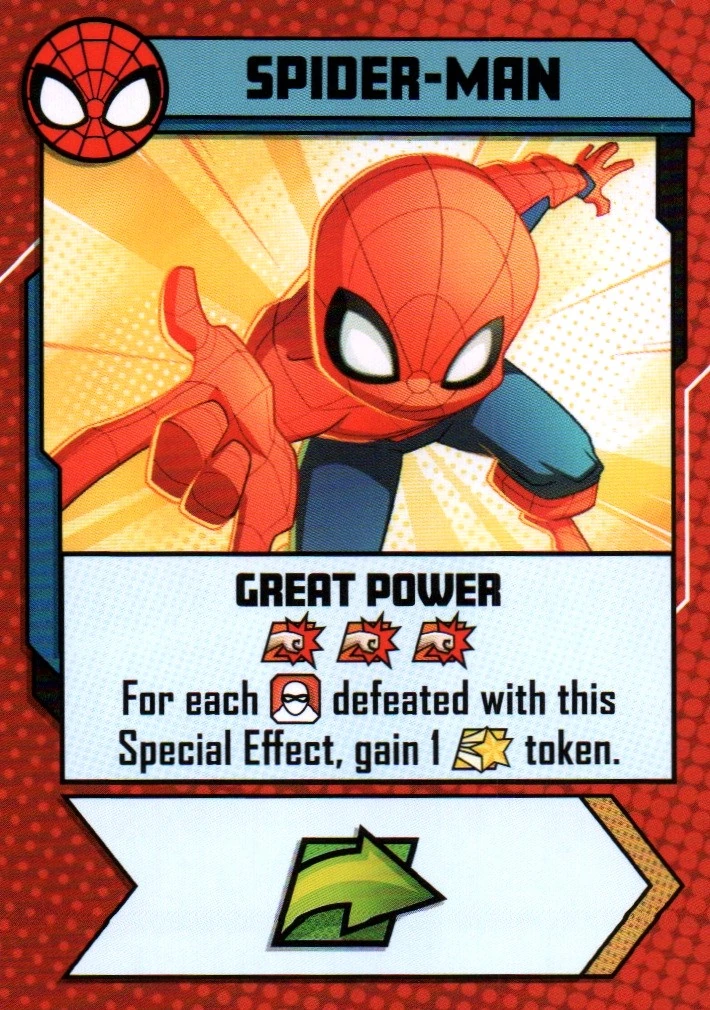 SPIDER-MAN
GREAT POWER
For each defeated with this
Special Effect, gain 1 token.